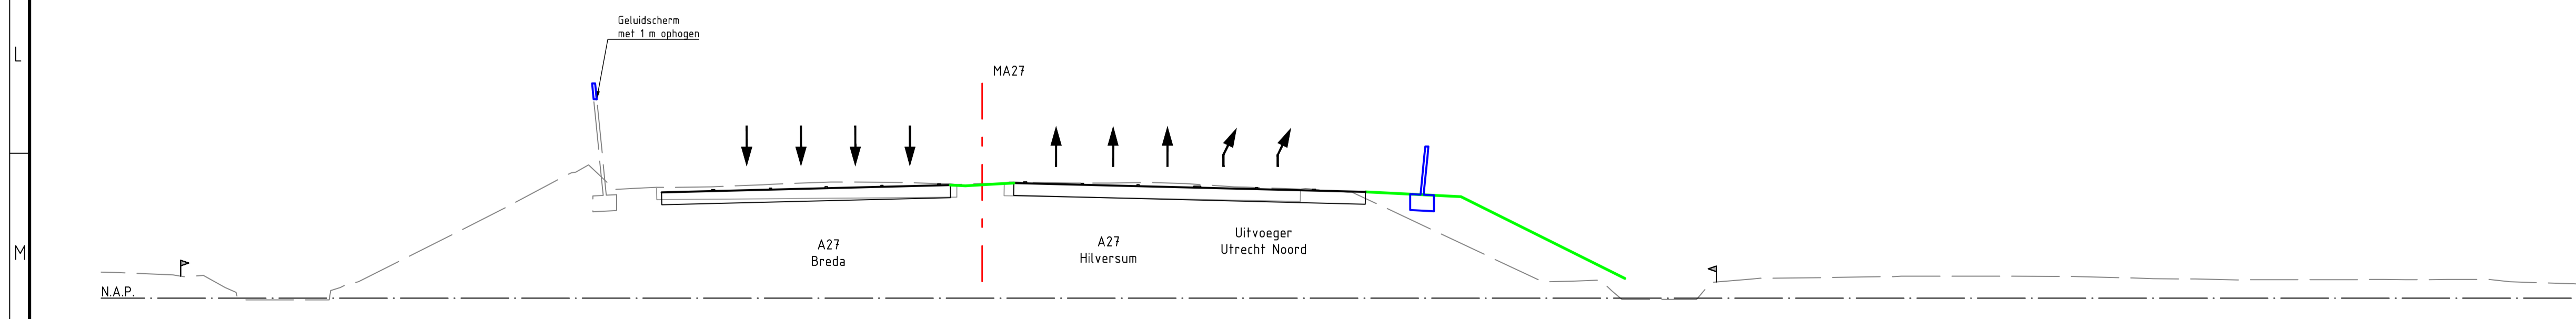 L
Geluidscherm
met 1 m ophogen
MA27
M
A27
Breda
A27
Hilversum
Uitvoeger
Utrecht Noord
N.A.P.